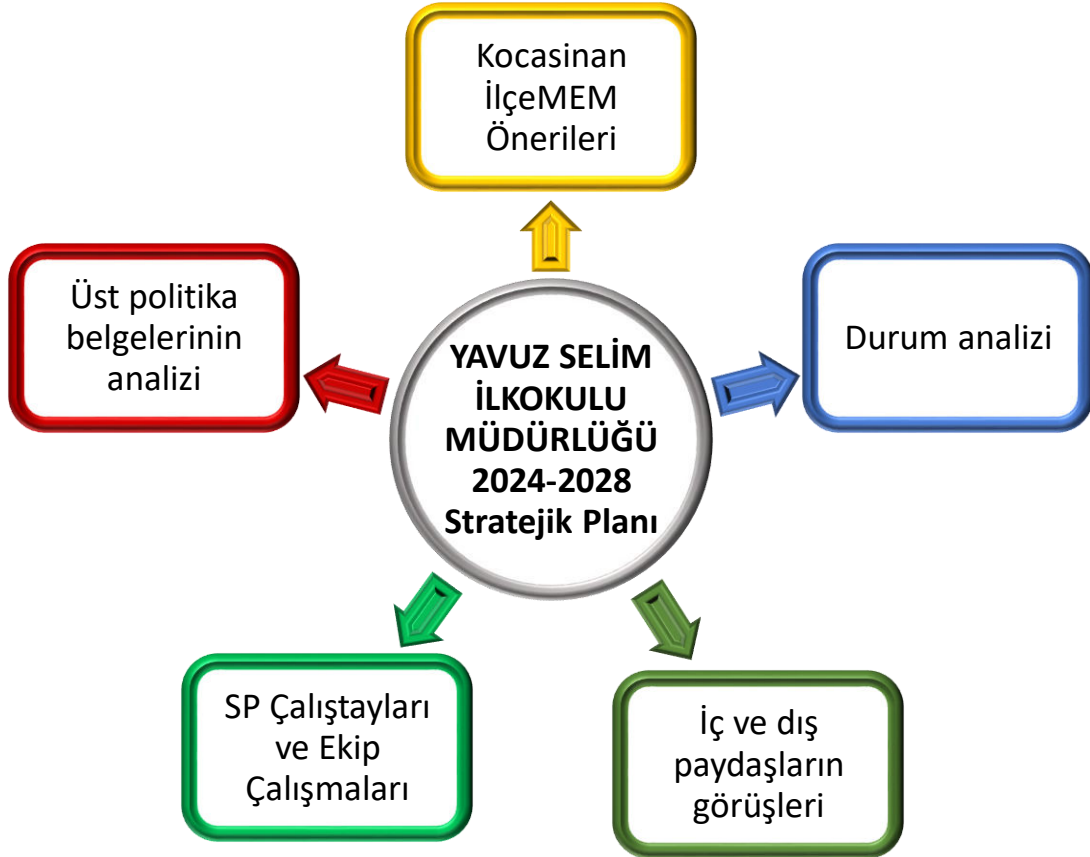 Kocasinan
İlçeMEM
Önerileri
Üst politika
belgelerinin
analizi
YAVUZ SELİM
İLKOKULU
MÜDÜRLÜĞÜ
2024-2028
Stratejik Planı
Durum analizi
SP Çalıştayları
ve Ekip
Çalışmaları
İç ve dış
paydaşların
görüşleri